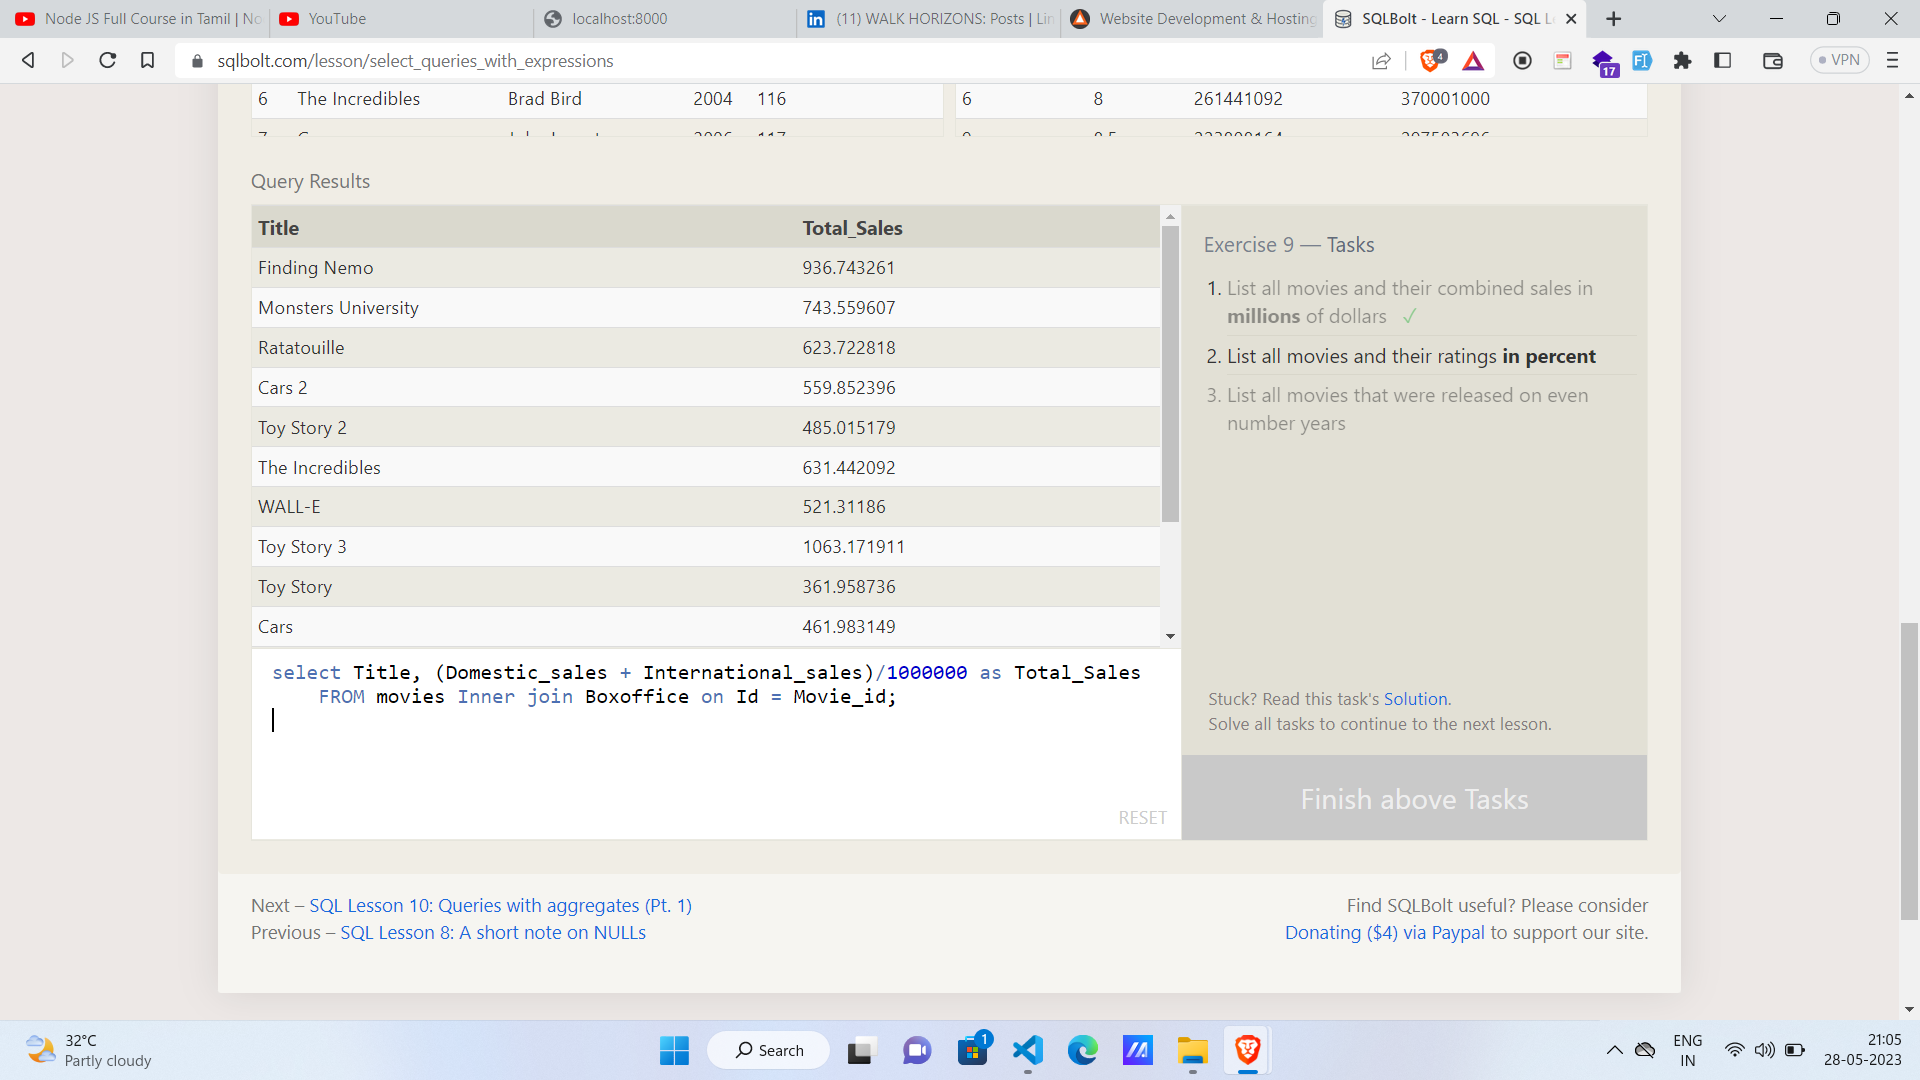 Node JS Full Course in Tamil | No
YouTube
localhost:8000
(11) WALK HORIZONS: Posts | Lin
Website Development & Hosting
SQLBolt - Learn SQL - SQL Le
sqlbolt.com/lesson/select_queries_with_expressions
4
17
VPN
6 The Incredibles Brad Bird 2004 116
6 8 261441092 370001000
Query Results
Title Total_Sales
Finding Nemo 936.743261
Monsters University 743.559607
Ratatouille 623.722818
Cars 2 559.852396
Toy Story 2 485.015179
The Incredibles 631.442092
WALL-E 521.31186
Toy Story 3 1063.171911
Toy Story 361.958736
Cars 461.983149
select Title, (Domestic_sales + International_sales)/1000000 as Total_Sales
FROM movies Inner join Boxoffice on Id = Movie_id;
RESET
Exercise 9 — Tasks
1. List all movies and their combined sales in
millions of dollars ✓
2. List all movies and their ratings in percent
3. List all movies that were released on even
number years
Stuck? Read this task's Solution.
Solve all tasks to continue to the next lesson.
Finish above Tasks
Next – SQL Lesson 10: Queries with aggregates (Pt. 1)
Previous – SQL Lesson 8: A short note on NULLs
Find SQLBolt useful? Please consider
Donating ($4) via Paypal to support our site.
32°C
Partly cloudy
Search
1
ENG
IN
21:05
28-05-2023